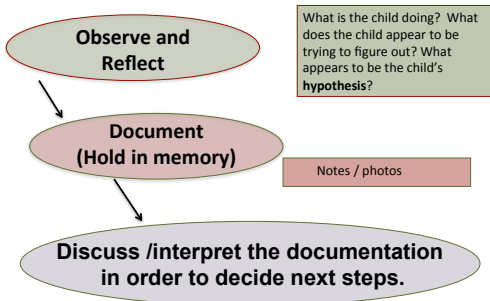 Observe and
Reflect
What is the child doing?  What
does the child appear to be
trying to figure out? What
appears to be the child's
hypothesis?
Document
(Hold in memory)
Notes / photos
Discuss /interpret the documentation
in order to decide next steps.